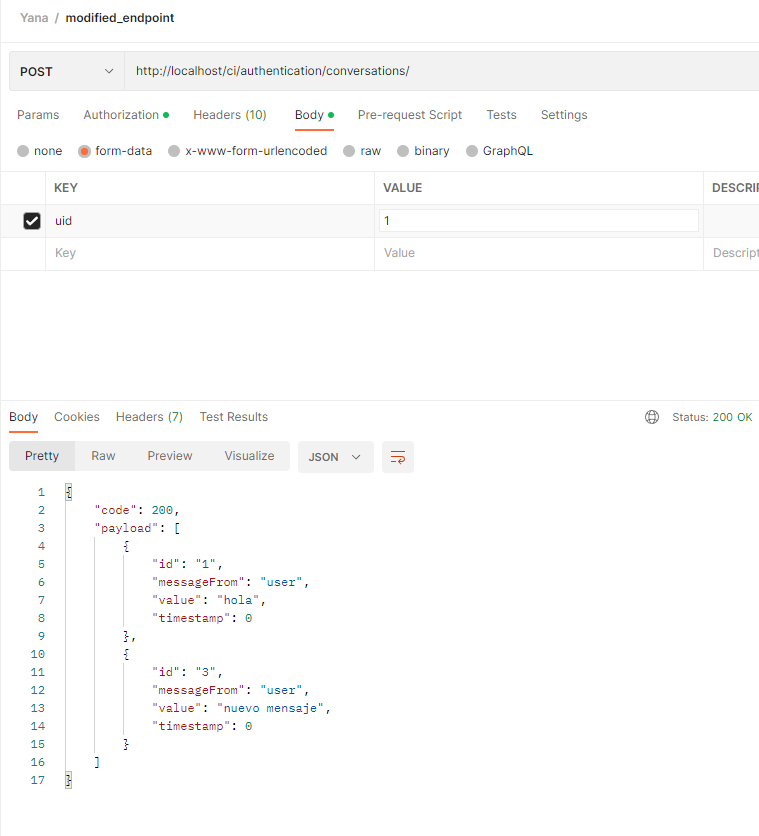 Yana / modified_endpoint
POST http://localhost/ci/authentication/conversations/
Params Authorization Headers (10) Body Pre-request Script Tests Settings
none form-data x-www-form-urlencoded raw binary GraphQL
KEY VALUE DESCRIP
uid 1
Key Value Descript
Body Cookies Headers (7) Test Results Status: 200 OK
Pretty Raw Preview Visualize JSON
1 {
2 "code": 200,
3 "payload": [
4 {
5 "id": "1",
6 "messageFrom": "user",
7 "value": "hola",
8 "timestamp": 0
9 },
10 {
11 "id": "3",
12 "messageFrom": "user",
13 "value": "nuevo mensaje",
14 "timestamp": 0
15 }
16 ]
17 }